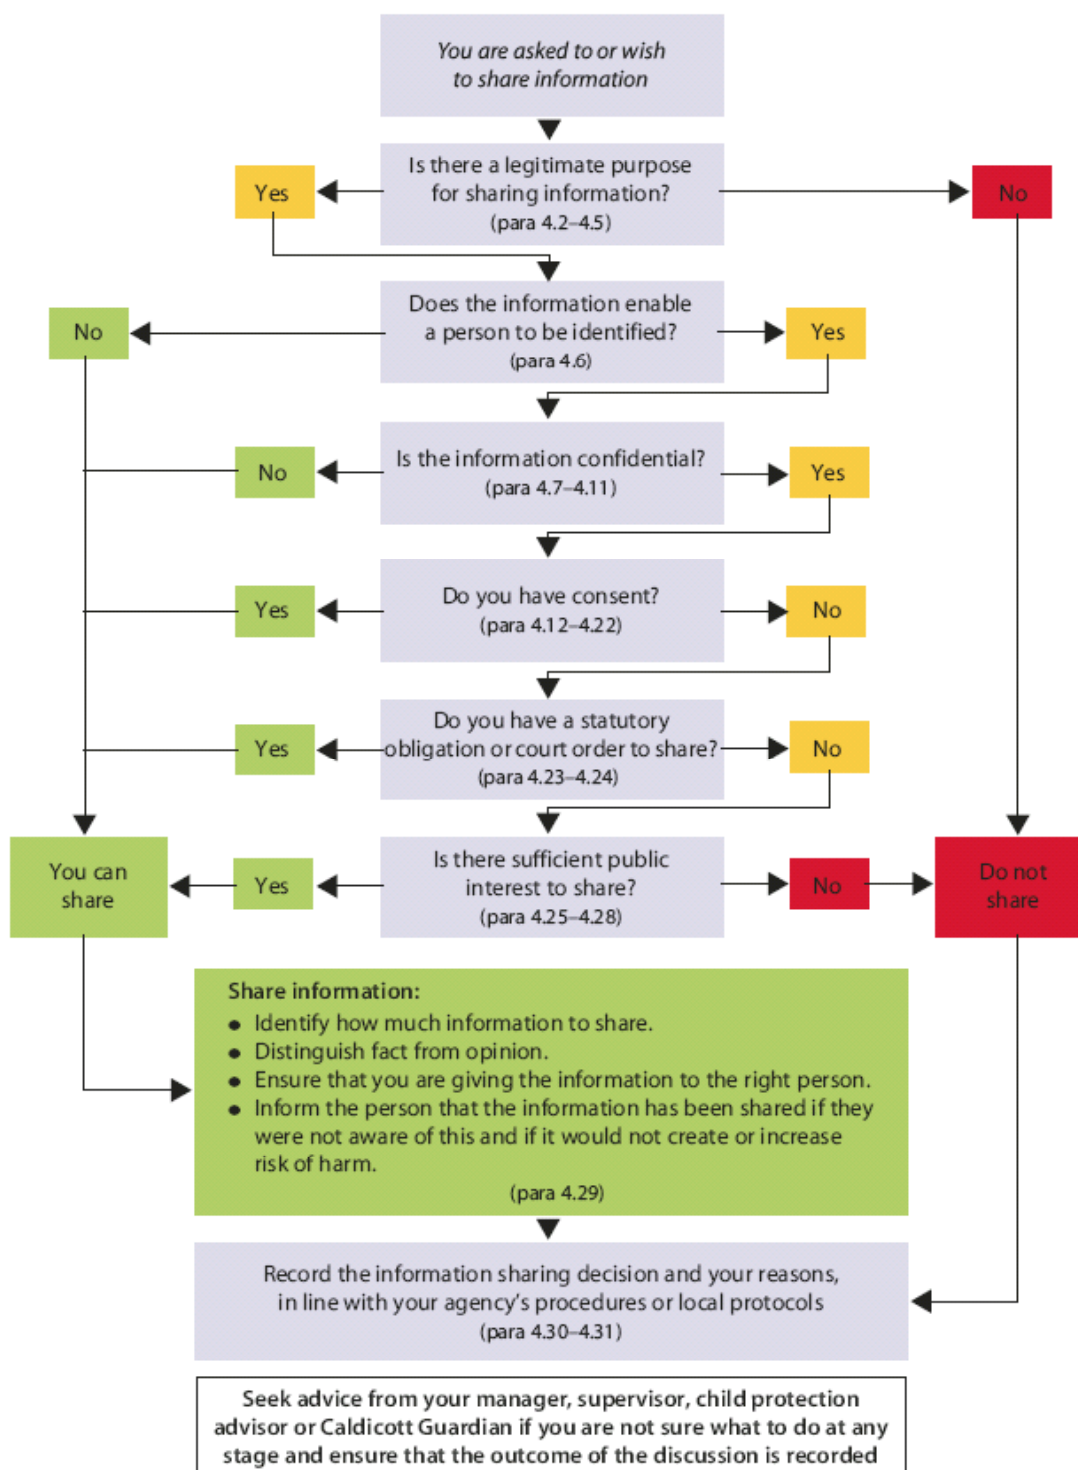 You are asked to or wish
to share information
Is there a legitimate purpose
for sharing information?
(para 4.2–4.5)
Yes
No
Does the information enable
a person to be identified?
(para 4.6)
No
Yes
Is the information confidential?
(para 4.7–4.11)
No
Yes
Do you have consent?
(para 4.12–4.22)
Yes
No
Do you have a statutory
obligation or court order to share?
(para 4.23–4.24)
Yes
No
Is there sufficient public
interest to share?
(para 4.25–4.28)
You can
share
Yes
No
Do not
share
Share information:
● Identify how much information to share.
● Distinguish fact from opinion.
● Ensure that you are giving the information to the right person.
● Inform the person that the information has been shared if they
were not aware of this and if it would not create or increase
risk of harm.
(para 4.29)
Record the information sharing decision and your reasons,
in line with your agency's procedures or local protocols
(para 4.30–4.31)
Seek advice from your manager, supervisor, child protection
advisor or Caldicott Guardian if you are not sure what to do at any
stage and ensure that the outcome of the discussion is recorded